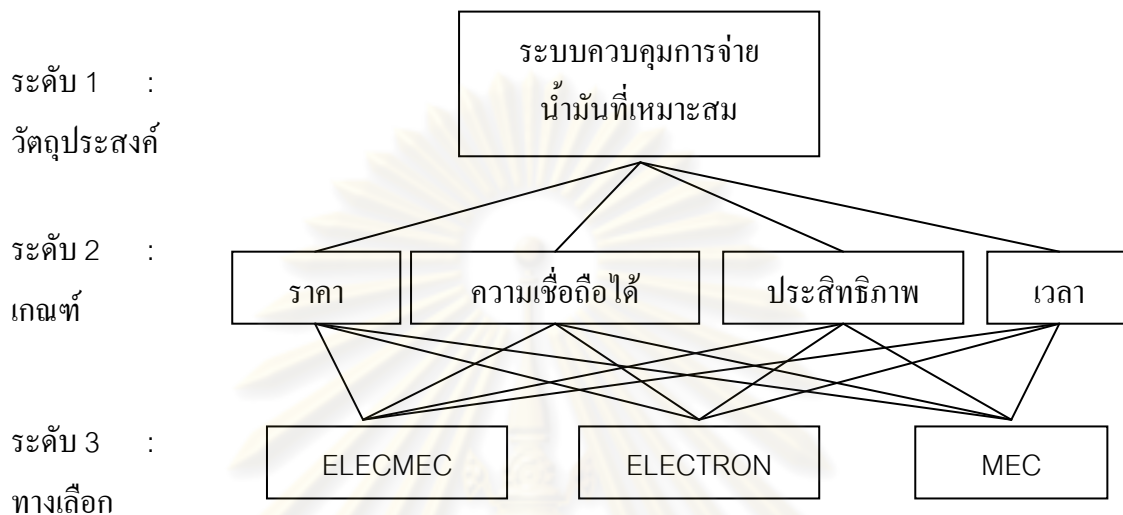 ระบบควบคุมการจ่าย
น้ำมันที่เหมาะสม
ระดับ 1 :
วัตถุประสงค์
ระดับ 2 :
เกณฑ์
ราคา ความเชื่อถือได้ ประสิทธิภาพ เวลา
ระดับ 3 :
ทางเลือก
ELECMEC ELECTRON MEC